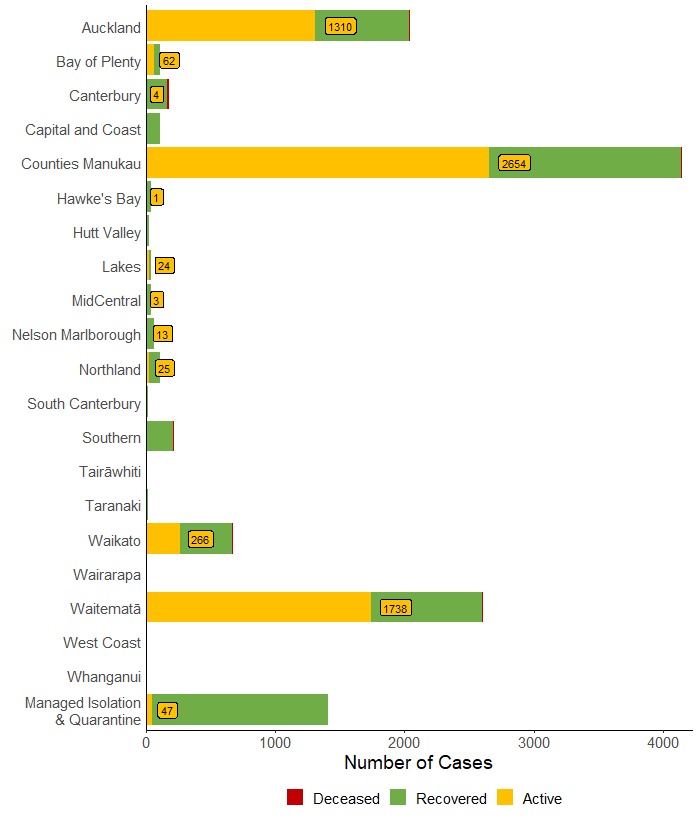 Auckland 1310
Bay of Plenty 62
Canterbury 4
Capital and Coast
Counties Manukau 2654
Hawke's Bay 1
Hutt Valley
Lakes 24
MidCentral 3
Nelson Marlborough 13
Northland 25
South Canterbury
Southern
Tairāwhiti
Taranaki
Waikato 266
Wairarapa
Waitematā 1738
West Coast
Whanganui
Managed Isolation
& Quarantine 47
0 1000 2000 3000 4000
Number of Cases
Deceased Recovered Active